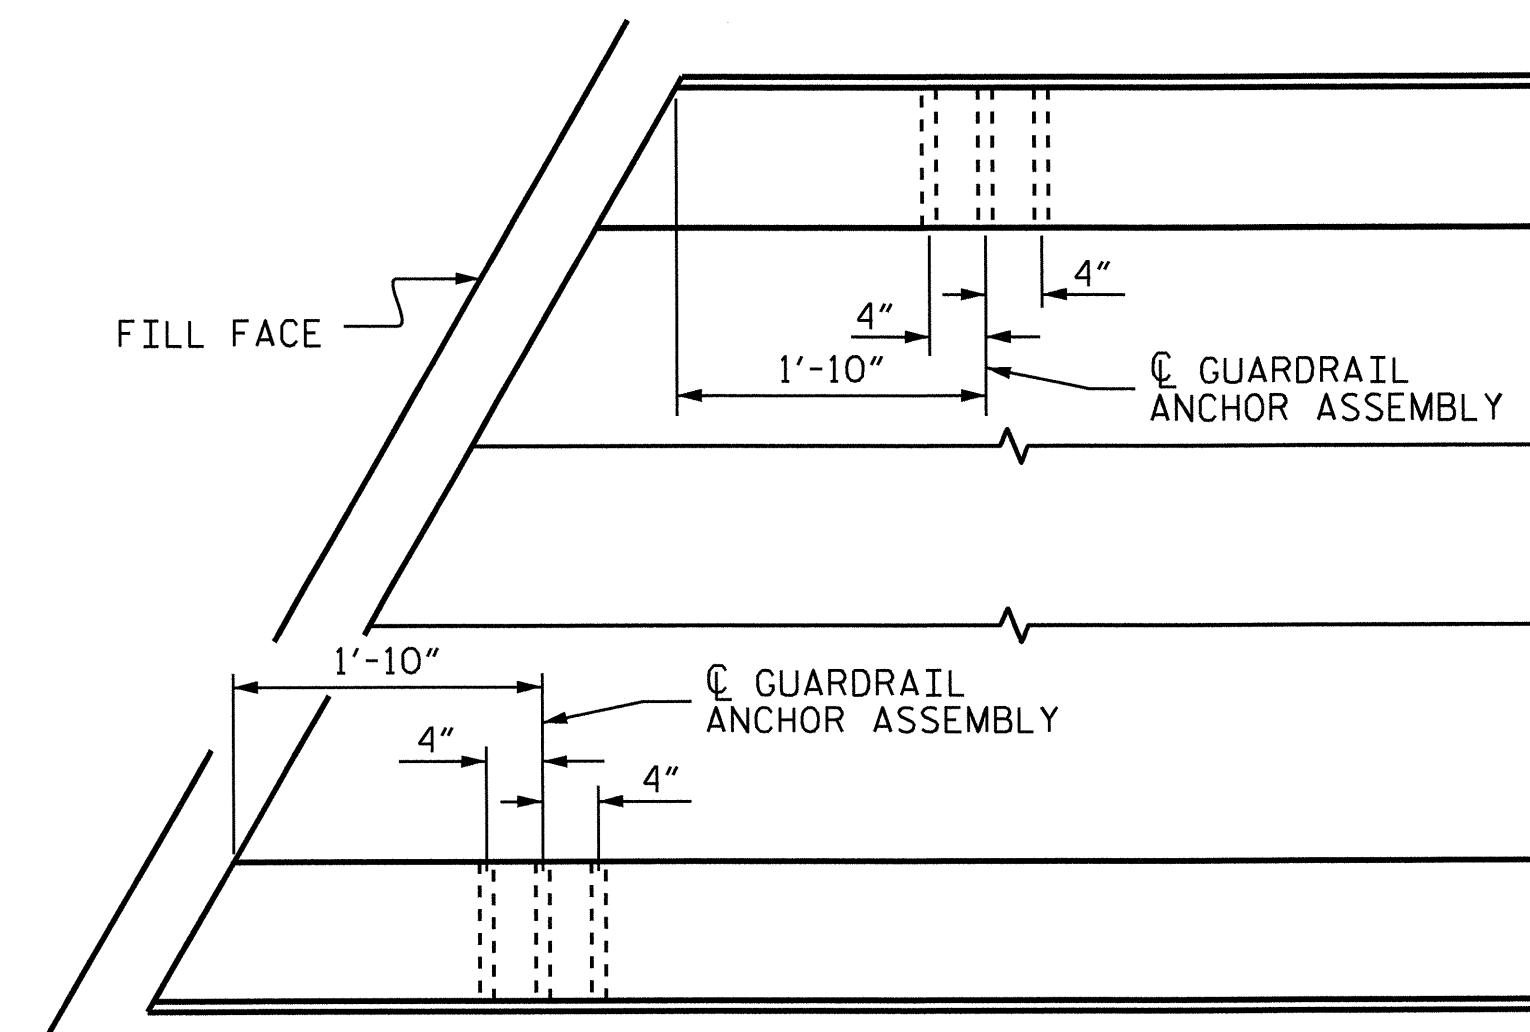 4"
FILL FACE
4"
1'-10"
℄ GUARDRAIL
ANCHOR ASSEMBLY
1'-10"
℄ GUARDRAIL
ANCHOR ASSEMBLY
4"
4"